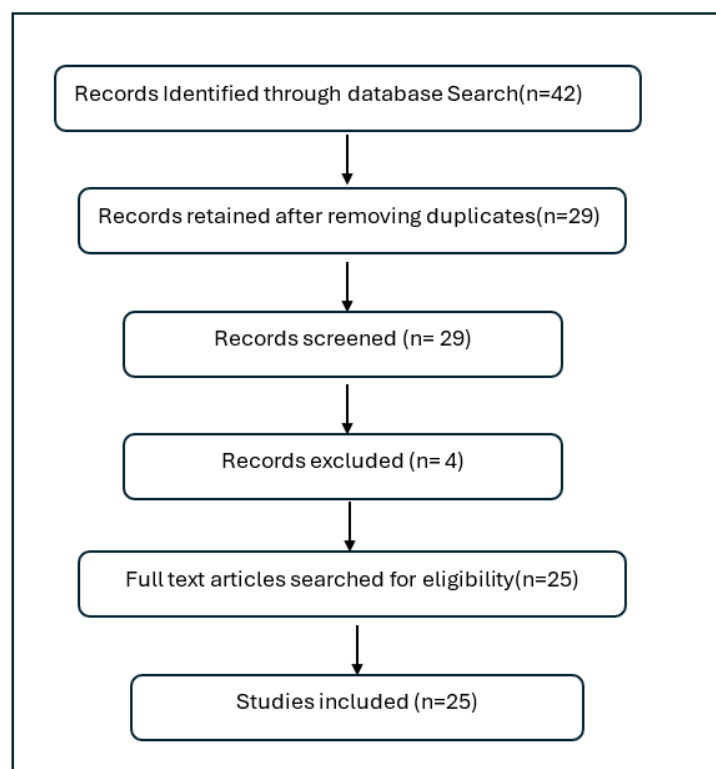 Records Identified through database Search(n=42)
Records retained after removing duplicates(n=29)
Records screened (n= 29)
Records excluded (n= 4)
Full text articles searched for eligibility(n=25)
Studies included (n=25)